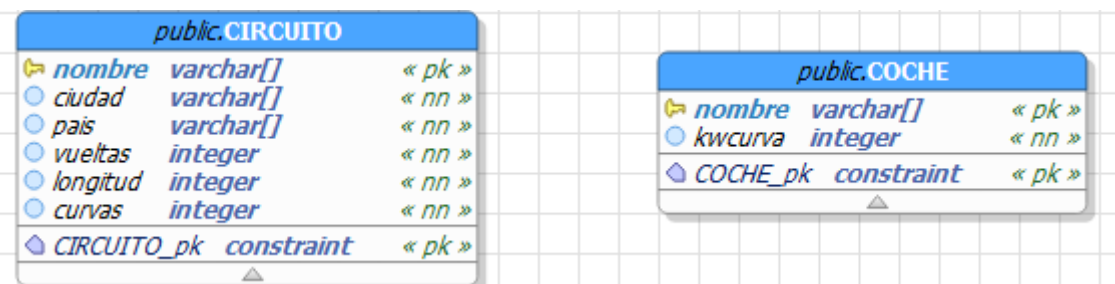 public.CIRCUITO
nombre varchar[] « pk »
ciudad varchar[] « nn »
pais varchar[] « nn »
vueltas integer « nn »
longitud integer « nn »
curvas integer « nn »
CIRCUITO_pk constraint « pk »
public.COCHE
nombre varchar[] « pk »
kwcurva integer « nn »
COCHE_pk constraint « pk »